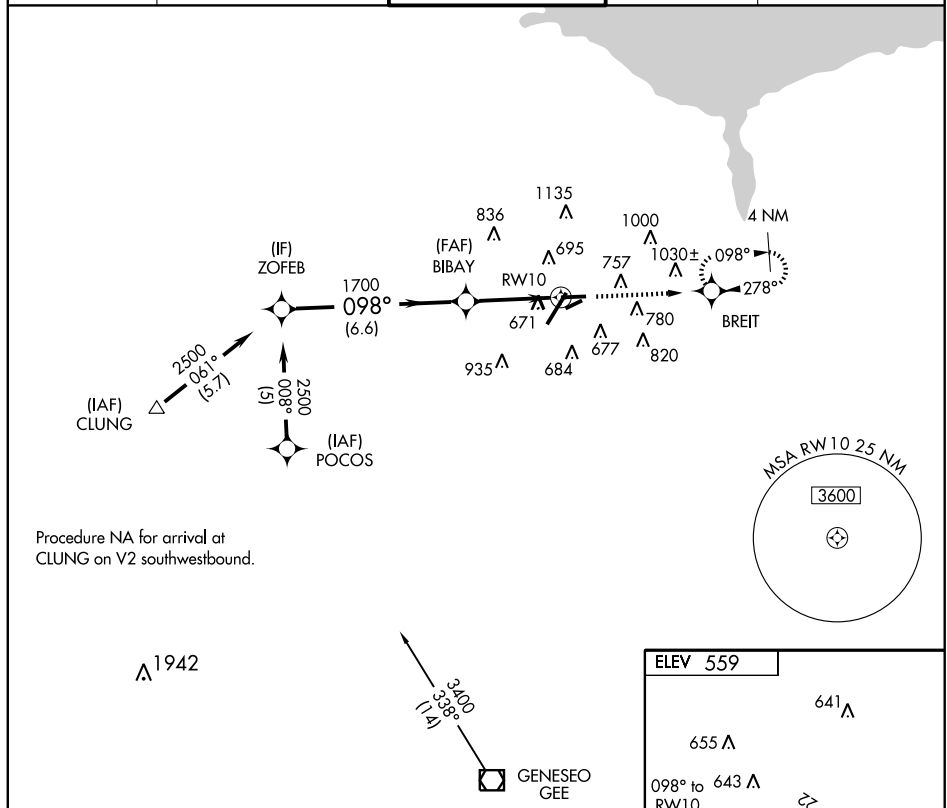 4 NM
1135
836
1000
(IF)
ZOFEB
(FAF)
BIBAY
695
1030±
098°
RW10
757
1700
098°
(6.6)
278°
BREIT
671
780
677
820
935
684
2500
061°
(5.7)
2500
008°
(5)
(IAF)
CLUNG
(IAF)
POCOS
MSA RW10 25 NM
3600
Procedure NA for arrival at
CLUNG on V2 southwestbound.
1942
3400
338°
(14)
GENESEO
GEE
ELEV 559
641
655
643
098° to
RW10
22